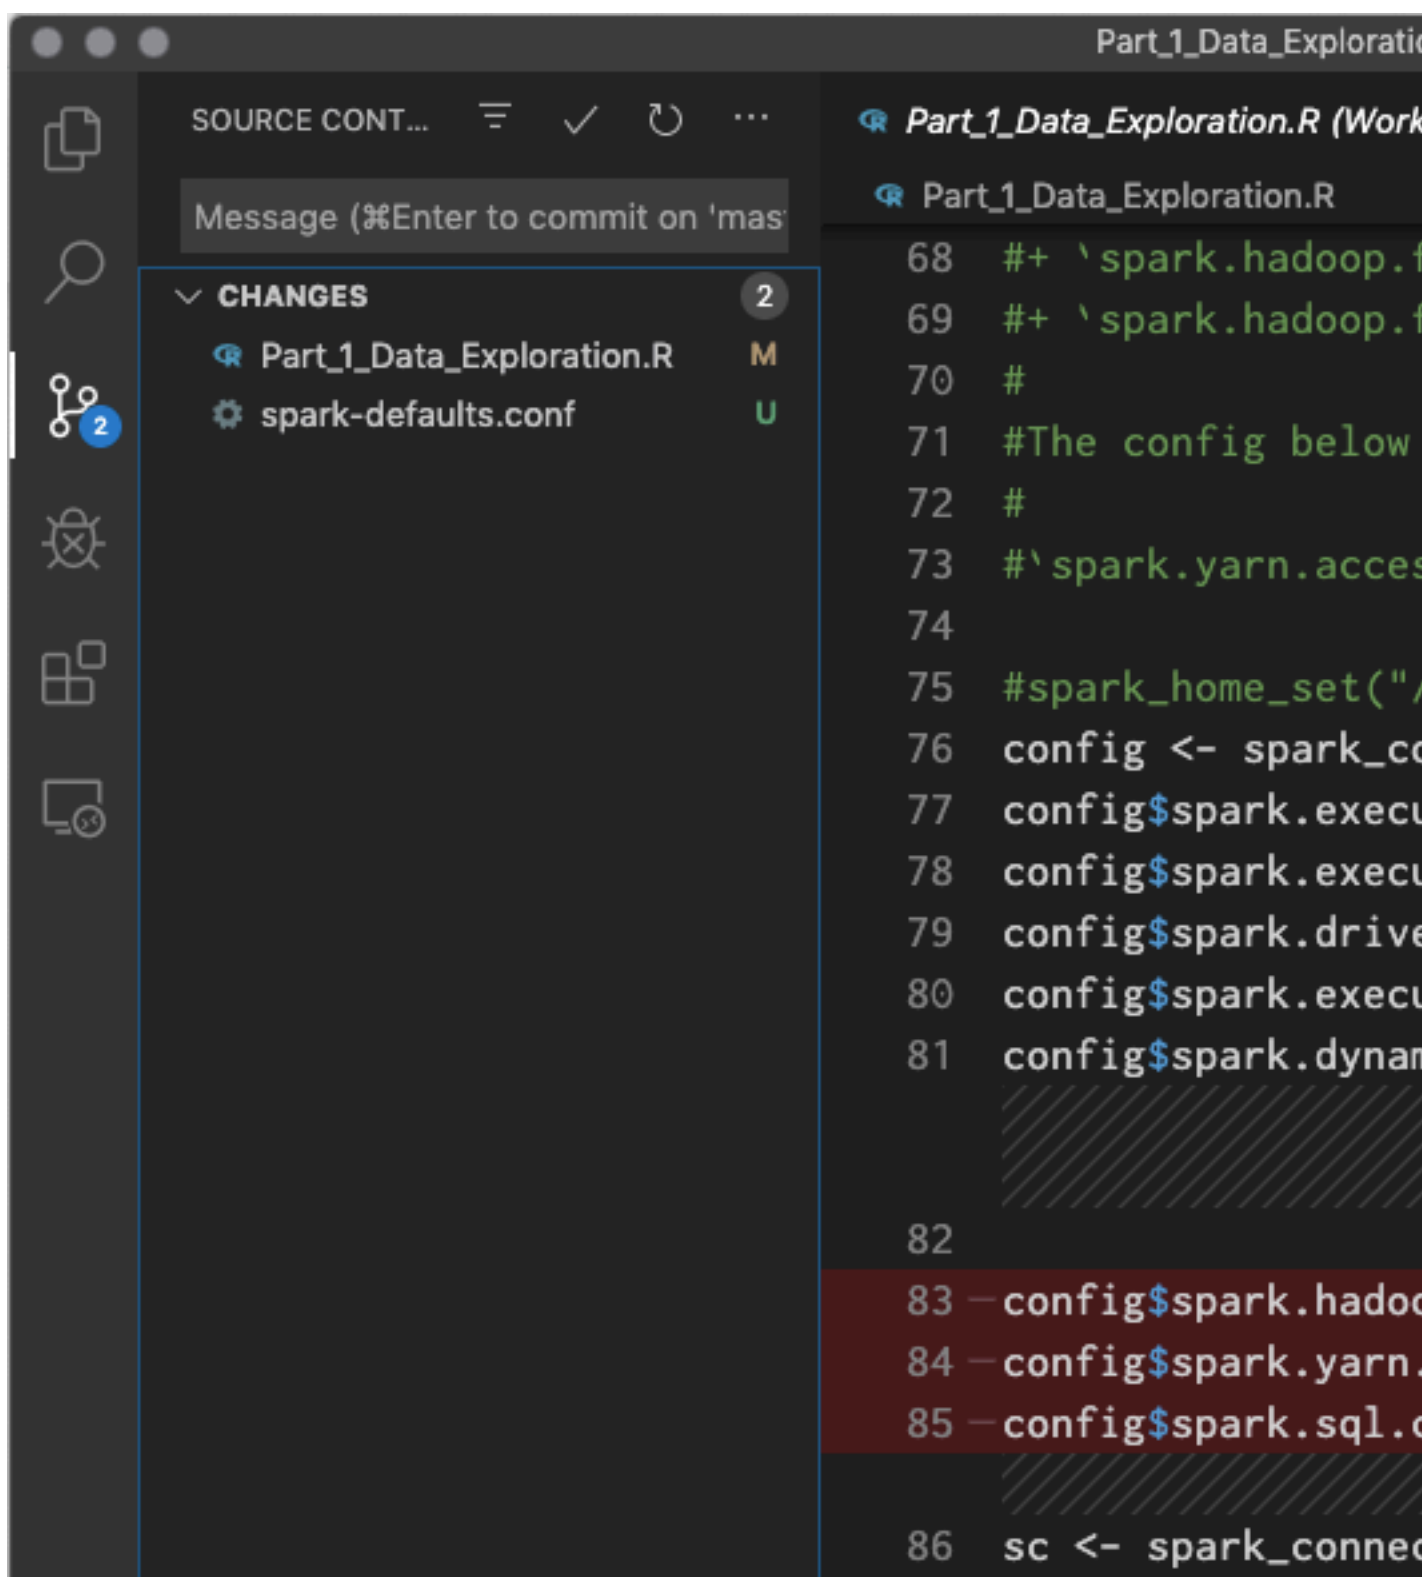 Part_1_Data_Exploratio
SOURCE CONT...
Message (⌘Enter to commit on 'mas
CHANGES 2
Part_1_Data_Exploration.R M
spark-defaults.conf U
2
Part_1_Data_Exploration.R (Work
Part_1_Data_Exploration.R
68 #+ `spark.hadoop.f
69 #+ `spark.hadoop.f
70 #
71 #The config below
72 #
73 #`spark.yarn.acces
74
75 #spark_home_set("/
76 config <- spark_co
77 config$spark.execu
78 config$spark.execu
79 config$spark.drive
80 config$spark.execu
81 config$spark.dynam
82
83 —config$spark.hadoo
84 —config$spark.yarn.
85 —config$spark.sql.c
86 sc <- spark_connec